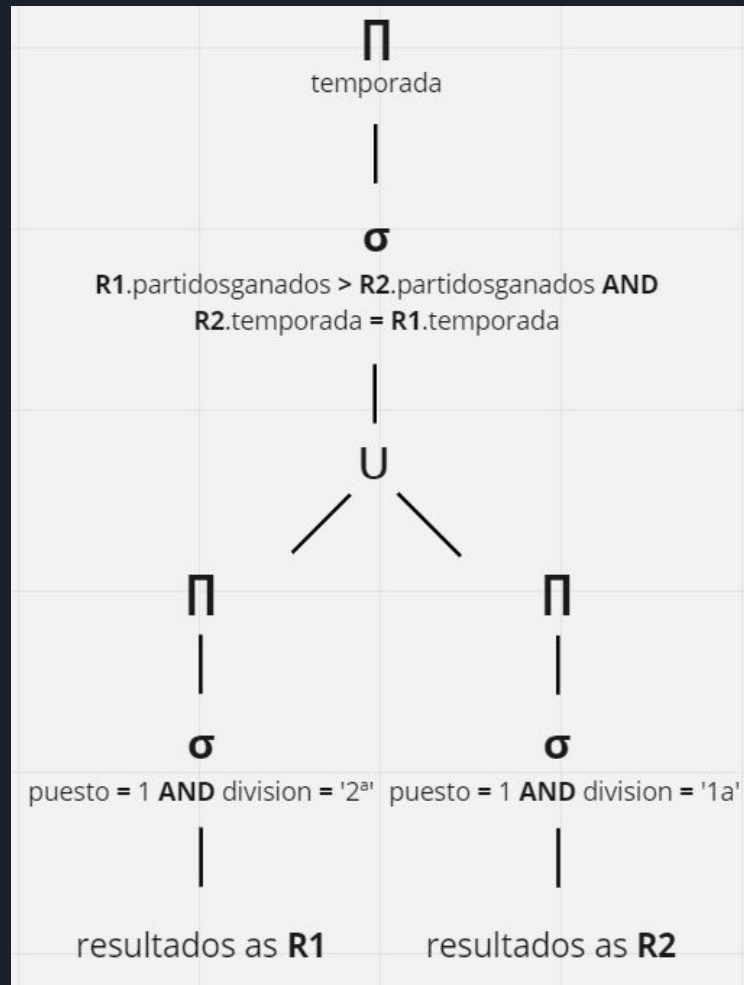 Π
temporada
σ
R1.partidosganados > R2.partidosganados AND
R2.temporada = R1.temporada
U
Π Π
σ σ
puesto = 1 AND division = '2ª' puesto = 1 AND division = '1a'
resultados as R1 resultados as R2